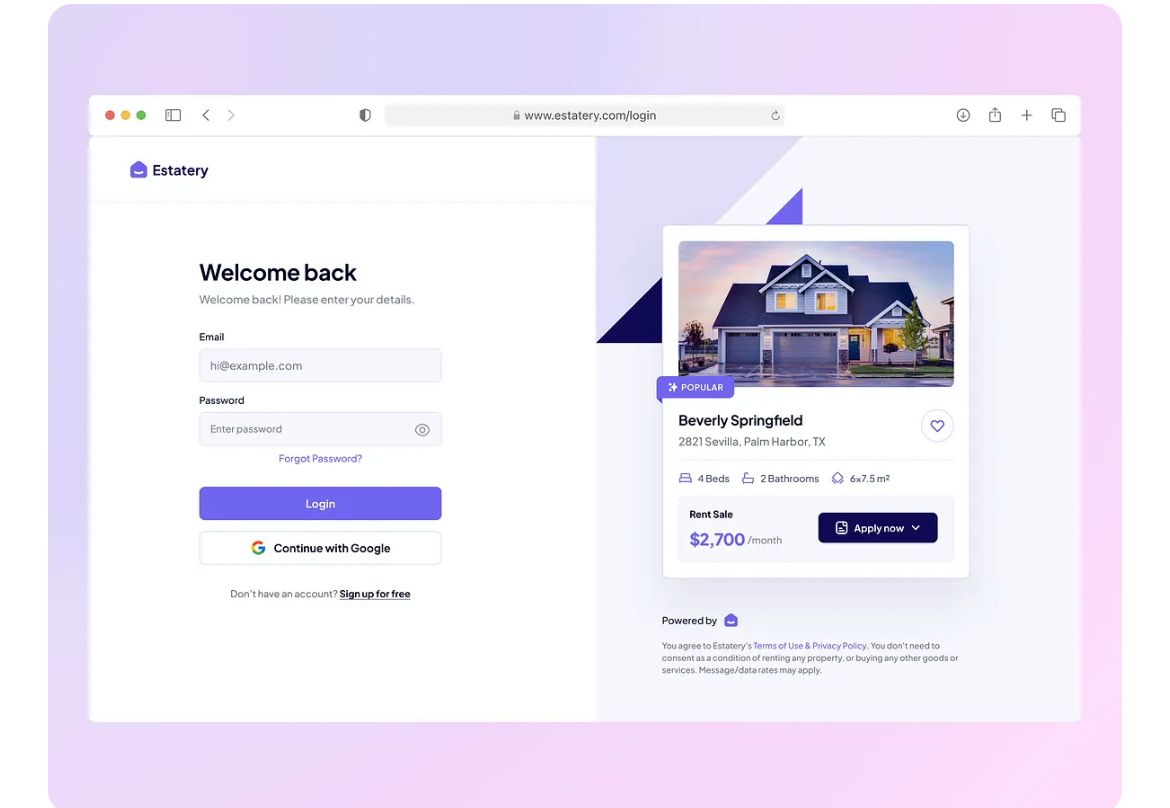 www.estatery.com/login
Estatery
Welcome back
Welcome back! Please enter your details.
Email
hi@example.com
Password
Enter password
Forgot Password?
Login
Continue with Google
Don't have an account? Sign up for free
POPULAR
Beverly Springfield
2821 Sevilla, Palm Harbor, TX
4 Beds 2 Bathrooms 6x7.5 m²
Rent Sale
$2,700 /month
Apply now
Powered by
You agree to Estatery's Terms of Use & Privacy Policy. You don't need to
consent as a condition of renting any property, or buying any other goods or
services. Message/data rates may apply.